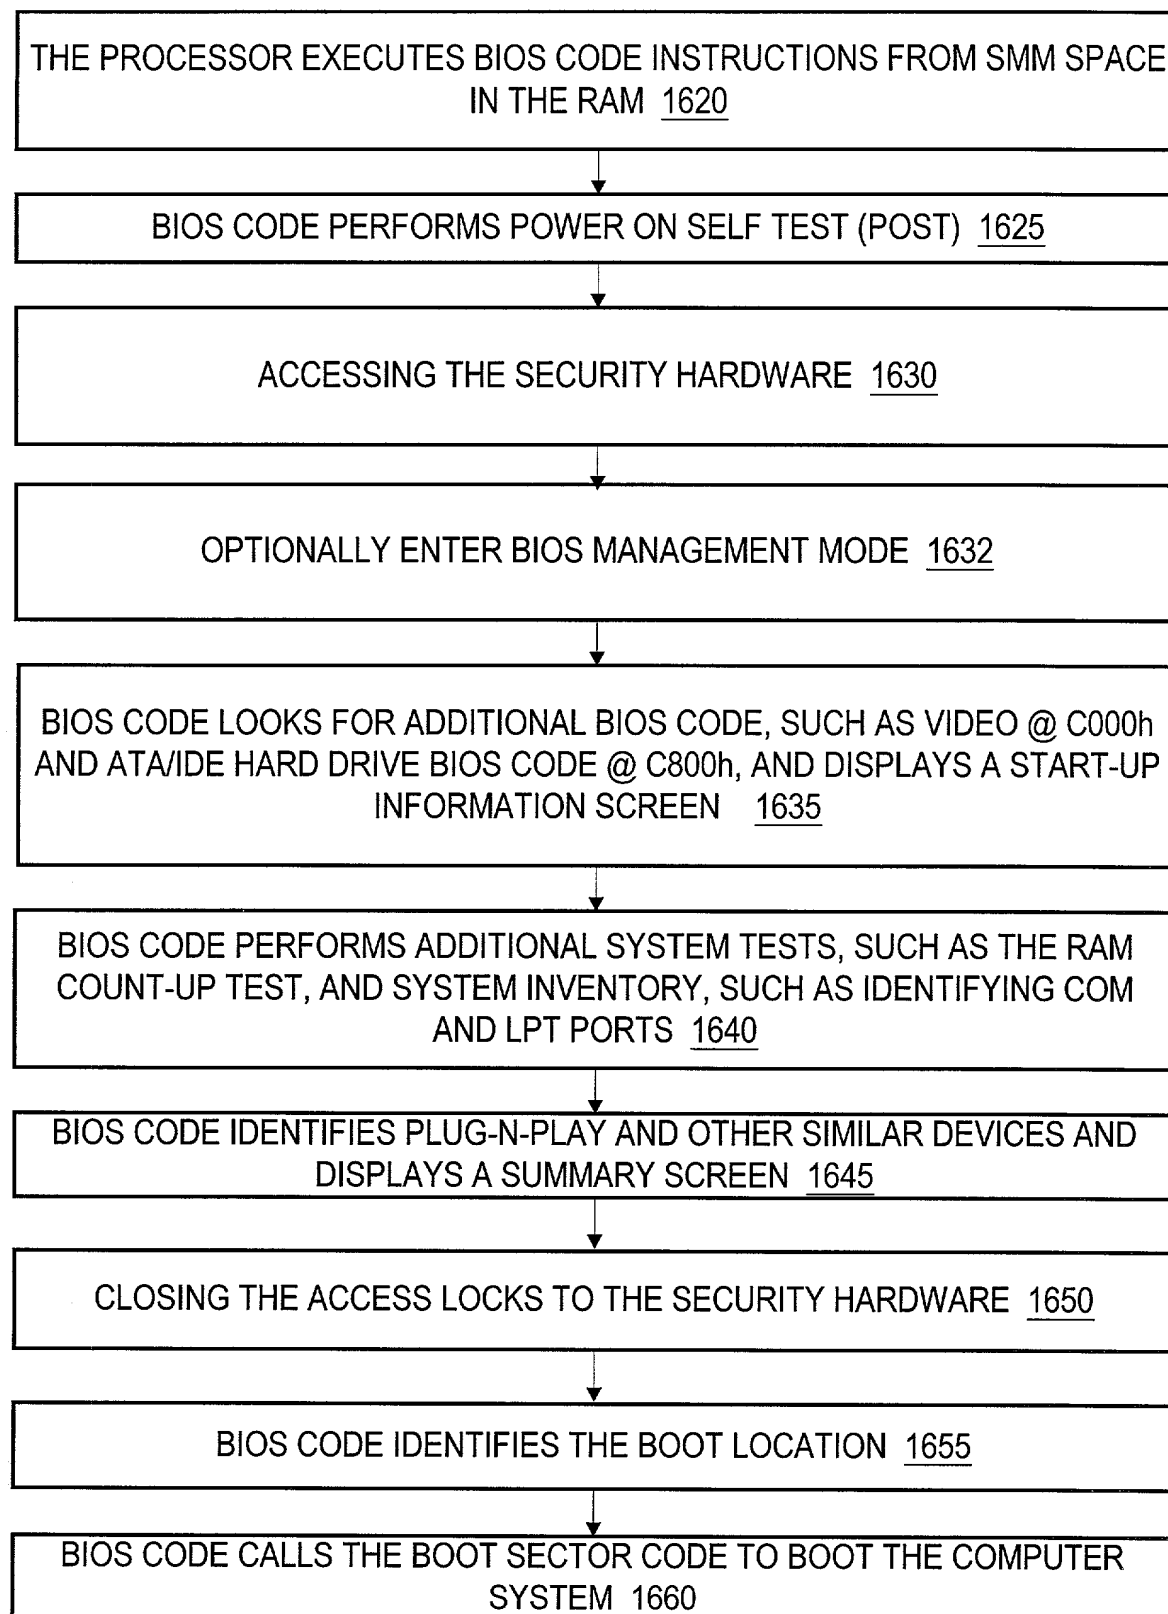 THE PROCESSOR EXECUTES BIOS CODE INSTRUCTIONS FROM SMM SPACE
IN THE RAM 1620
BIOS CODE PERFORMS POWER ON SELF TEST (POST) 1625
ACCESSING THE SECURITY HARDWARE 1630
OPTIONALLY ENTER BIOS MANAGEMENT MODE 1632
BIOS CODE LOOKS FOR ADDITIONAL BIOS CODE, SUCH AS VIDEO @ C000h
AND ATA/IDE HARD DRIVE BIOS CODE @ C800h, AND DISPLAYS A START-UP
INFORMATION SCREEN 1635
BIOS CODE PERFORMS ADDITIONAL SYSTEM TESTS, SUCH AS THE RAM
COUNT-UP TEST, AND SYSTEM INVENTORY, SUCH AS IDENTIFYING COM
AND LPT PORTS 1640
BIOS CODE IDENTIFIES PLUG-N-PLAY AND OTHER SIMILAR DEVICES AND
DISPLAYS A SUMMARY SCREEN 1645
CLOSING THE ACCESS LOCKS TO THE SECURITY HARDWARE 1650
BIOS CODE IDENTIFIES THE BOOT LOCATION 1655
BIOS CODE CALLS THE BOOT SECTOR CODE TO BOOT THE COMPUTER
SYSTEM 1660